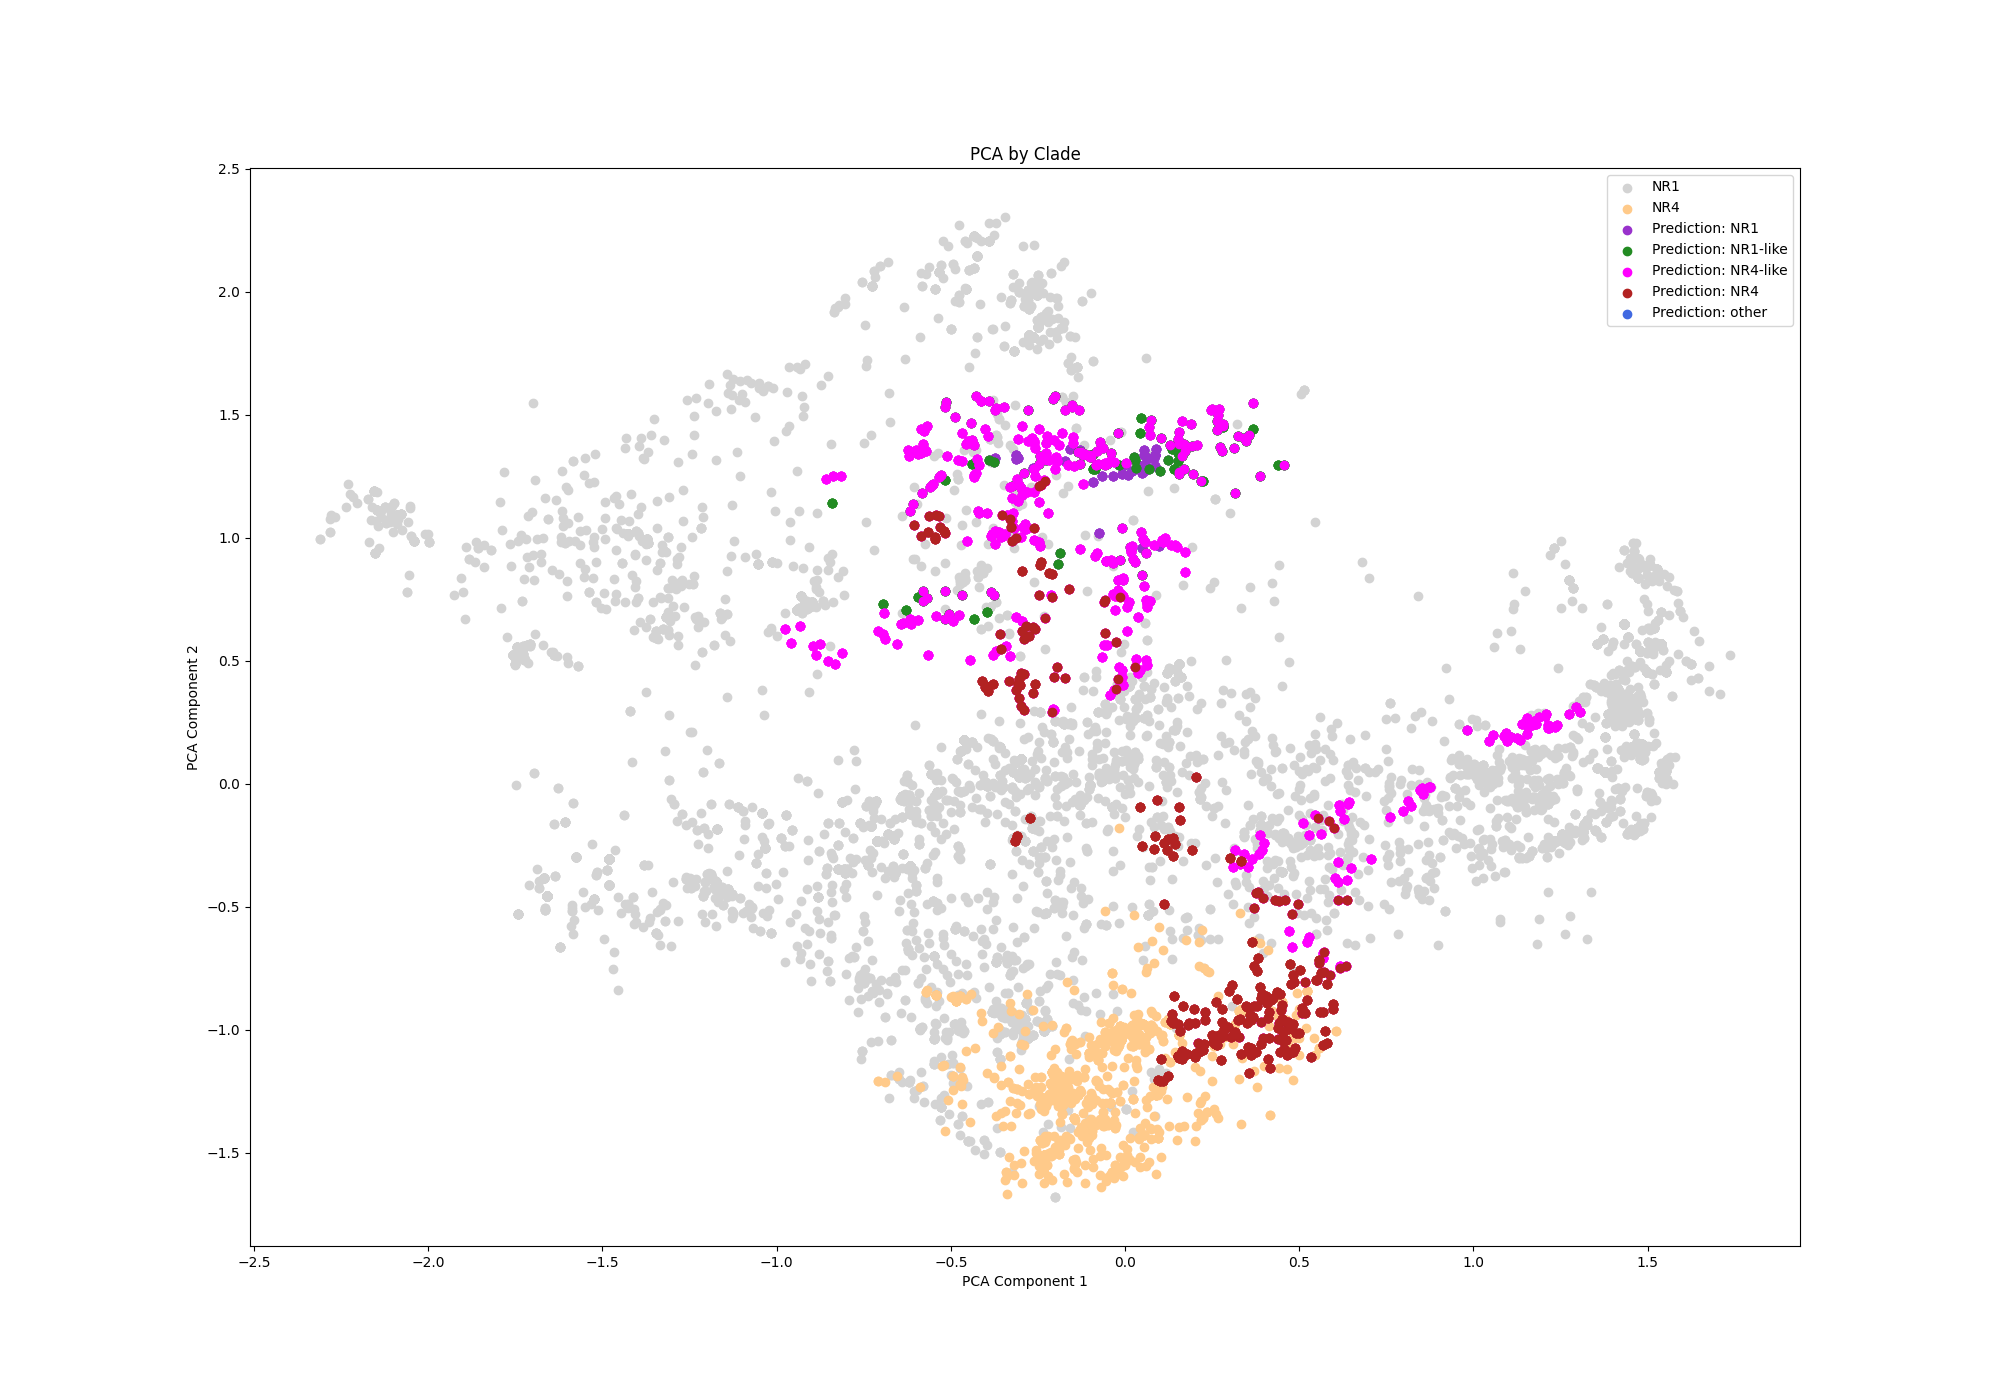 PCA by Clade
NR1
NR4
Prediction: NR1
Prediction: NR1-like
Prediction: NR4-like
Prediction: NR4
Prediction: other
2.5
2.0
1.5
1.0
0.5
0.0
−0.5
−1.0
−1.5
PCA Component 2
−2.5 −2.0 −1.5 −1.0 −0.5 0.0 0.5 1.0 1.5
PCA Component 1